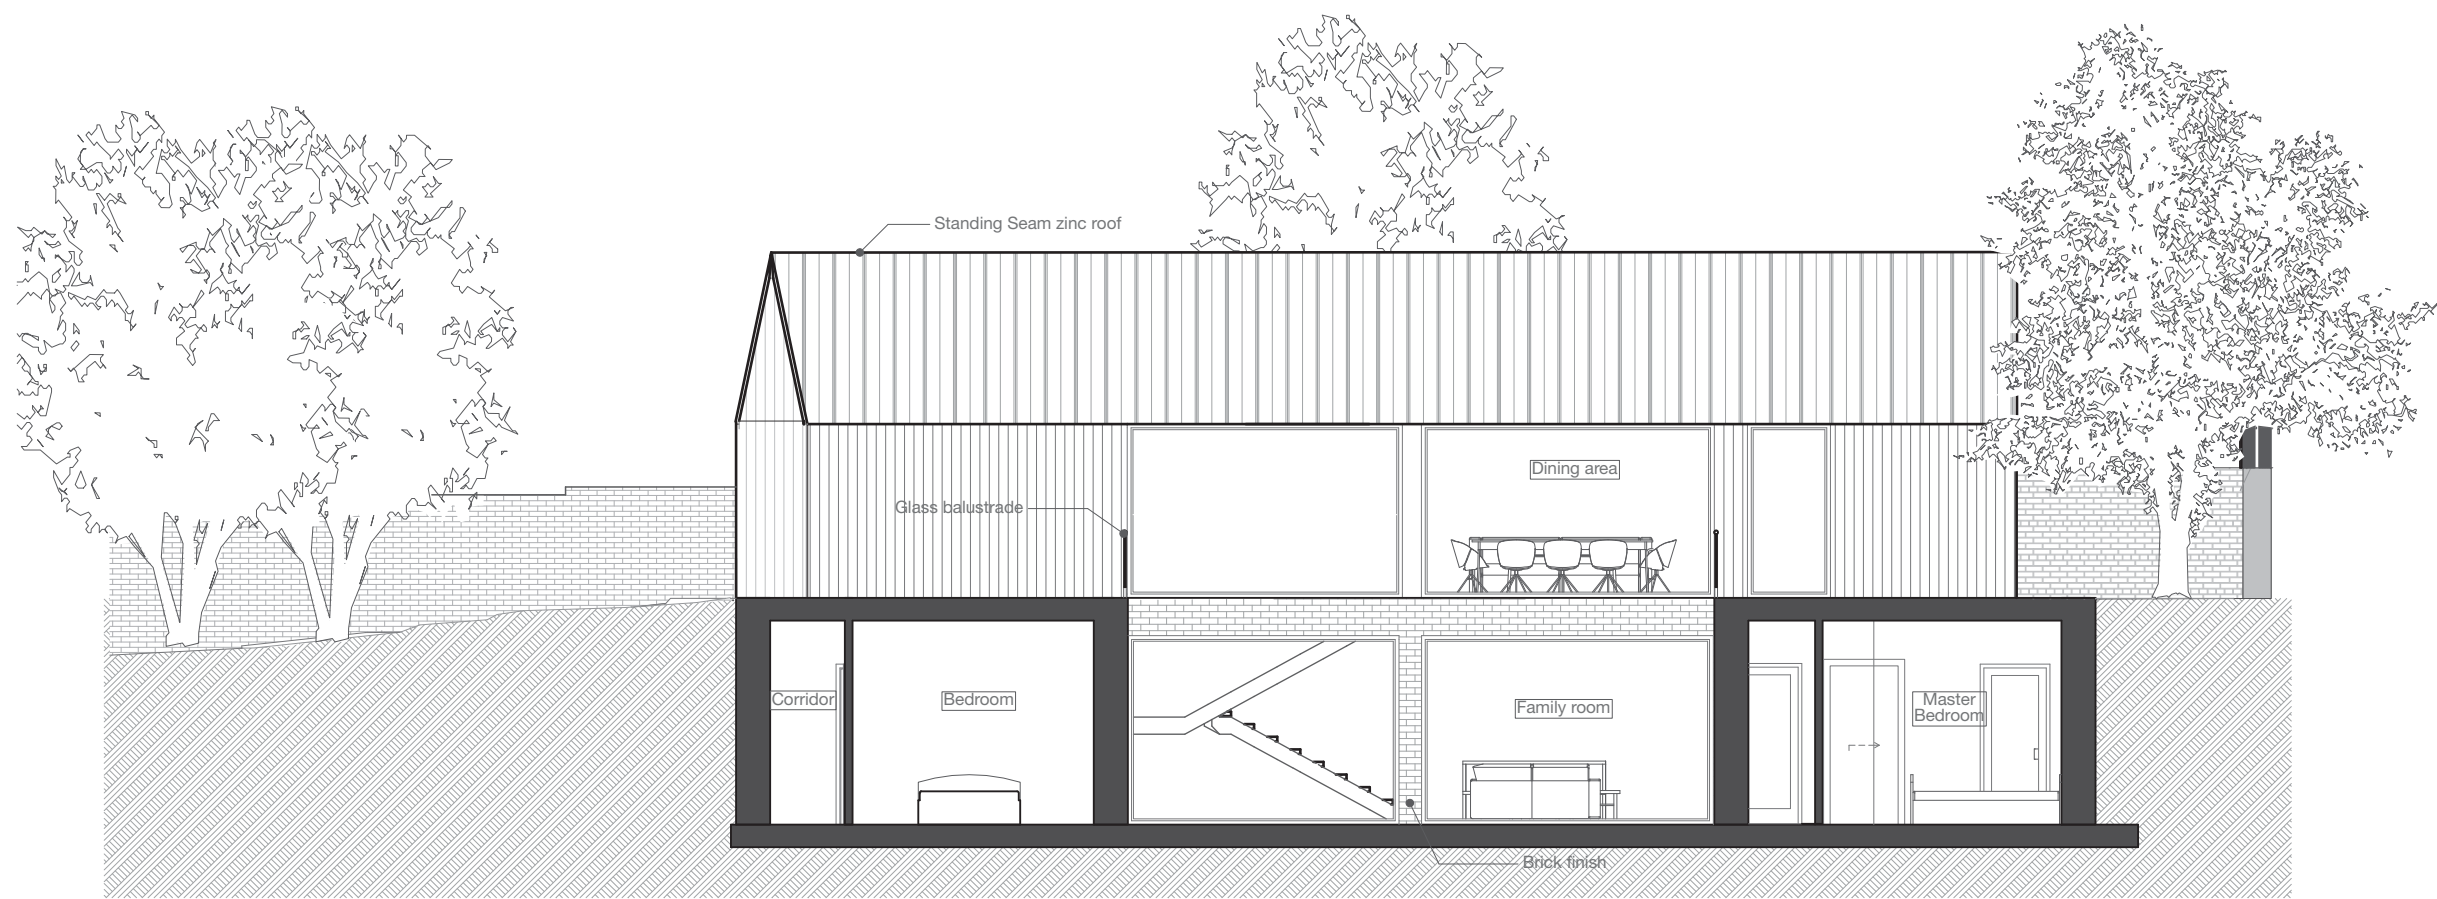 Standing Seam zinc roof
Dining area
Glass balustrade
Corridor
Bedroom
Family room
Master
Bedroom
Brick finish